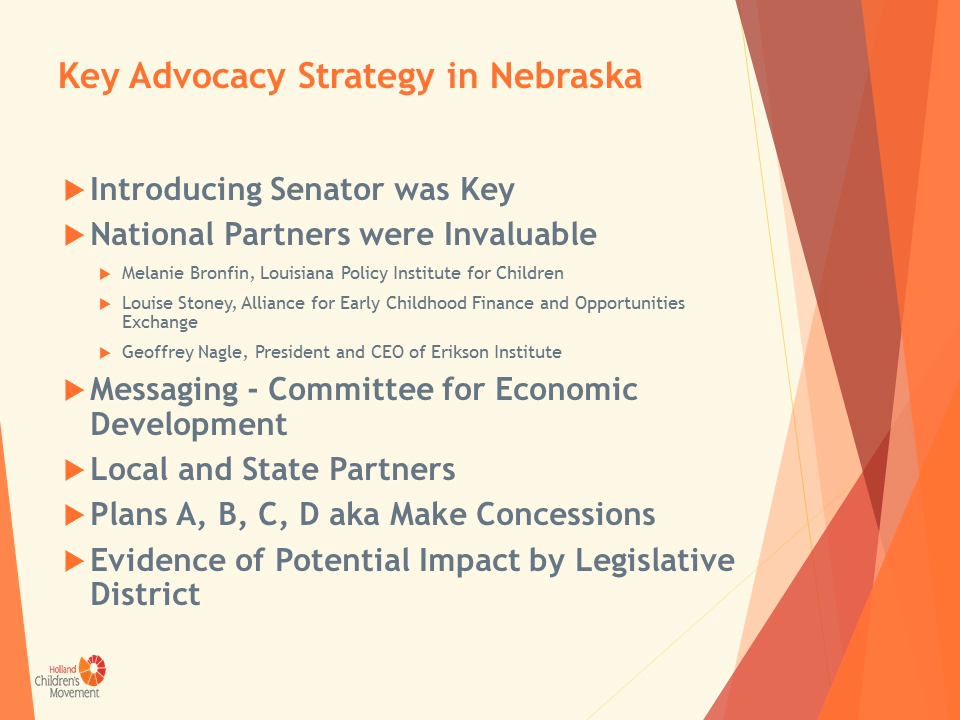 Key Advocacy Strategy in Nebraska
Introducing Senator was Key
National Partners were Invaluable
Melanie Bronfin, Louisiana Policy Institute for Children
Louise Stoney, Alliance for Early Childhood Finance and Opportunities
Exchange
Geoffrey Nagle, President and CEO of Erikson Institute
Messaging - Committee for Economic
Development
Local and State Partners
Plans A, B, C, D aka Make Concessions
Evidence of Potential Impact by Legislative
District
Holland
Children's
Movement